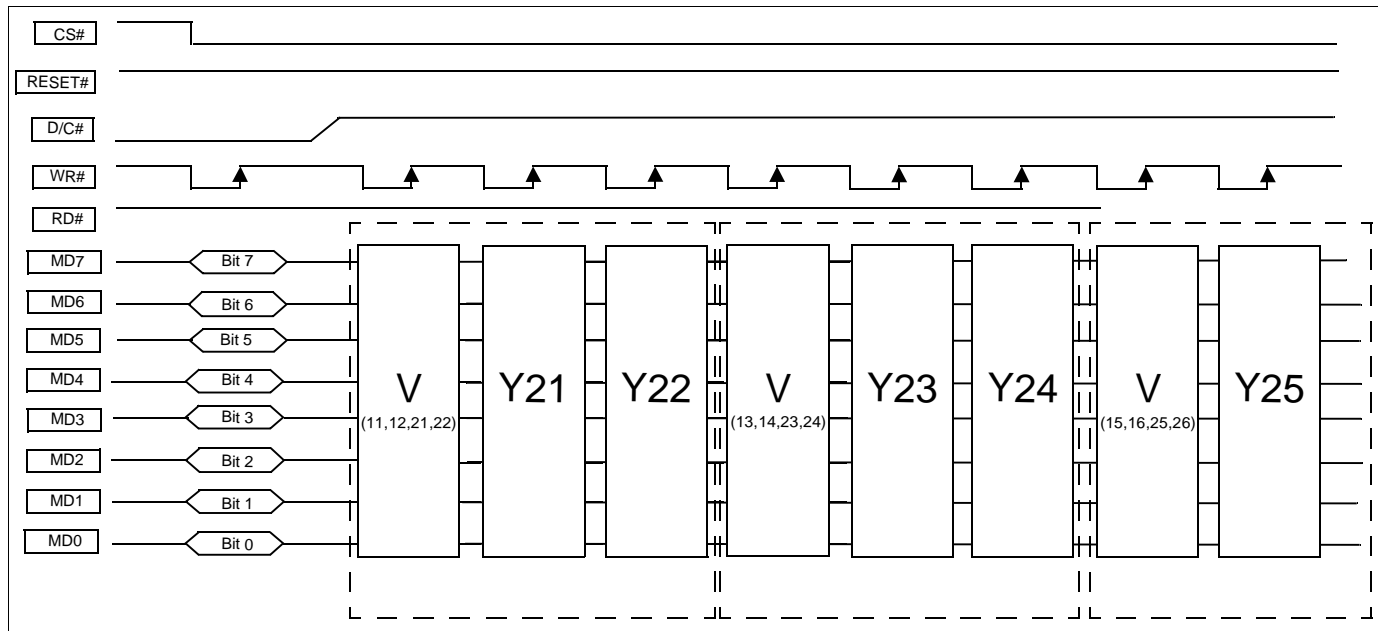 CS#
RESET#
D/C#
WR#
RD#
MD7 Bit 7
MD6 Bit 6
MD5 Bit 5
MD4 Bit 4
MD3 Bit 3
MD2 Bit 2
MD1 Bit 1
MD0 Bit 0
V Y21 Y22 V Y23 Y24 V Y25
(11,12,21,22) (13,14,23,24) (15,16,25,26)